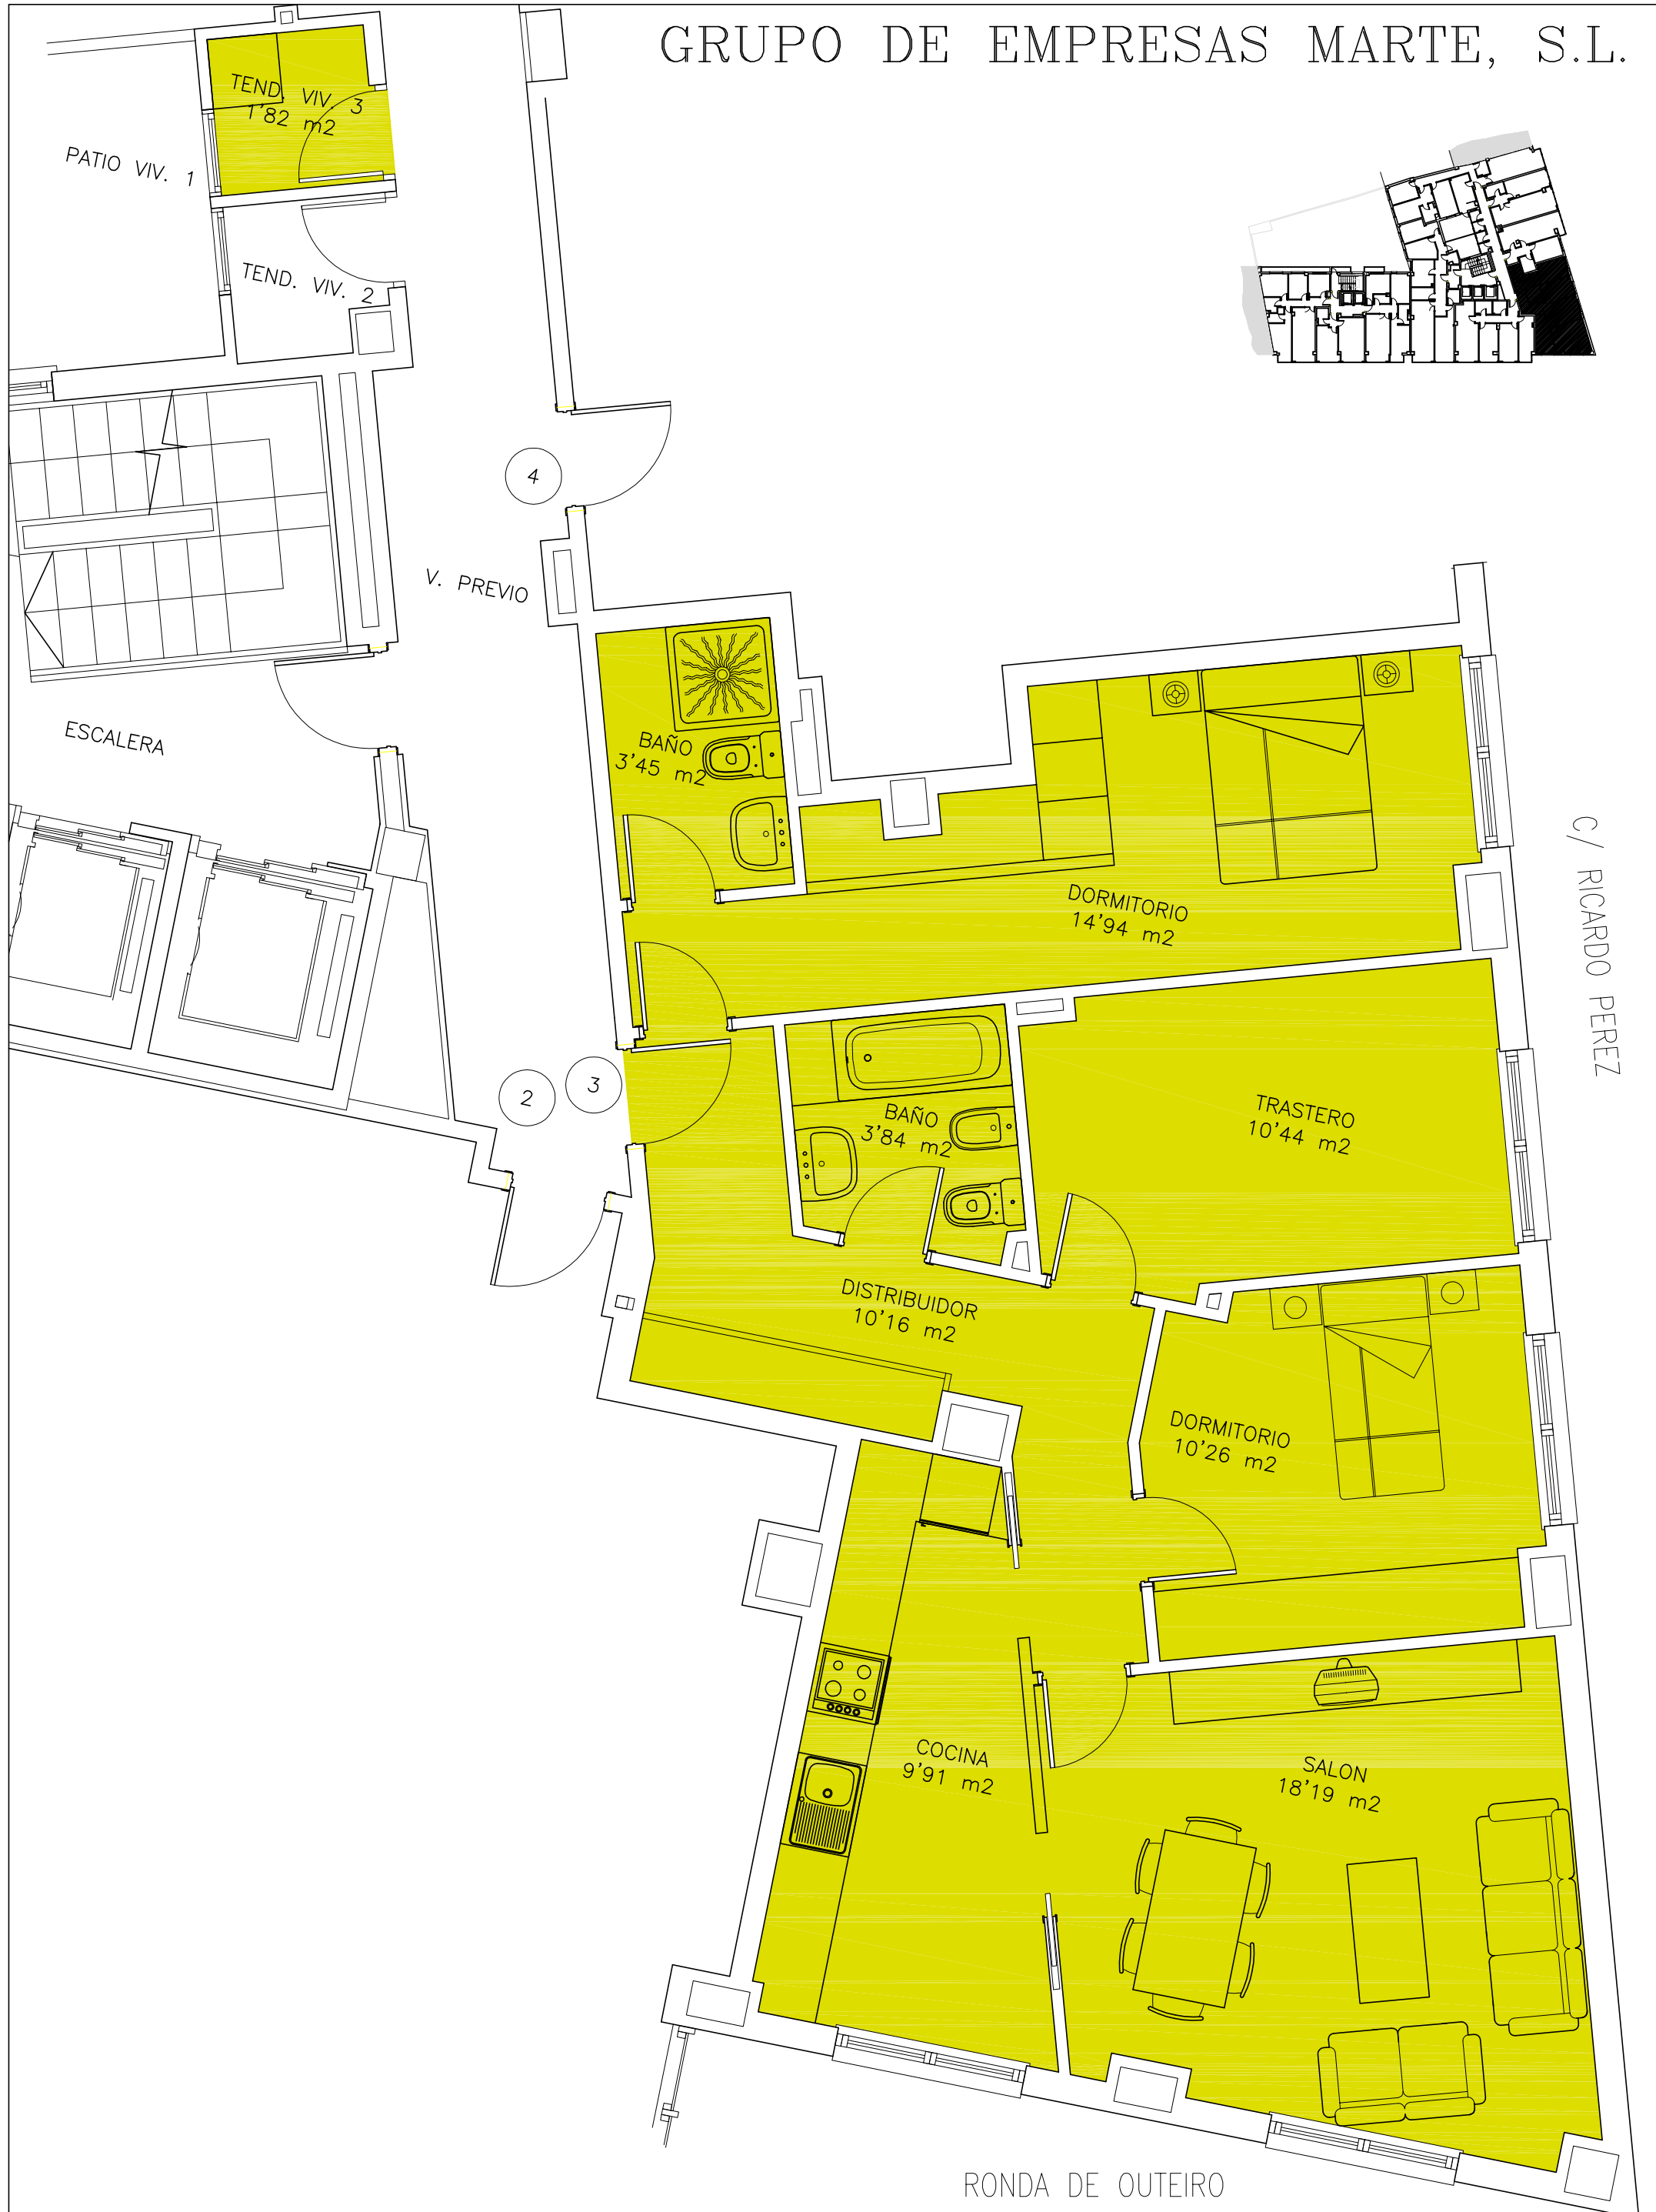 GRUPO DE EMPRESAS MARTE, S.L.
TEND. VIV. 3
1'82 m2
PATIO VIV. 1
TEND. VIV. 2
4
V. PREVIO
ESCALERA
BAÑO
3'45 m2
DORMITORIO
14'94 m2
C/ RICARDO PEREZ
2
3
BAÑO
3'84 m2
TRASTERO
10'44 m2
DISTRIBUIDOR
10'16 m2
DORMITORIO
10'26 m2
COCINA
9'91 m2
SALON
18'19 m2
RONDA DE OUTEIRO